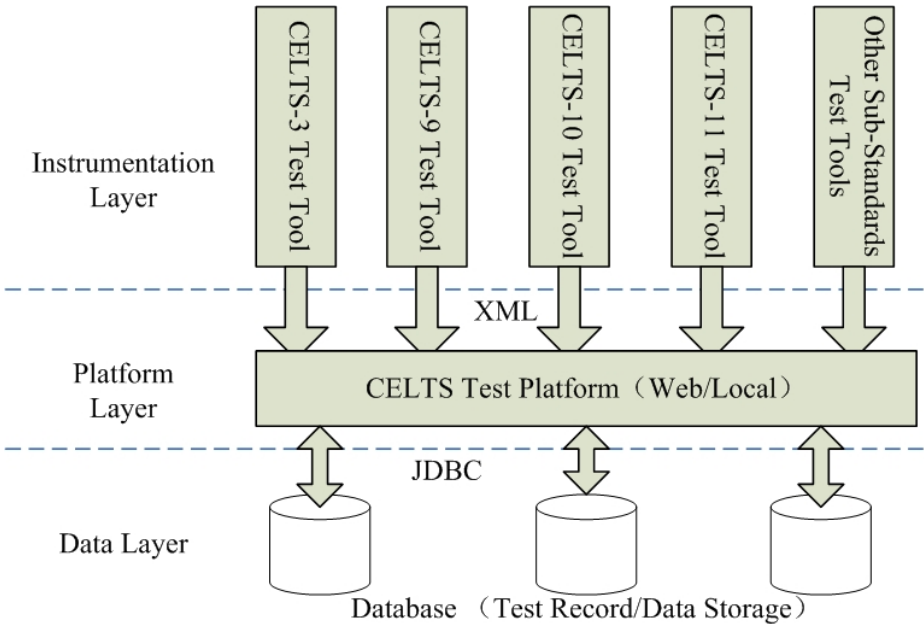 Instrumentation
Layer
CELTS-3 Test Tool
CELTS-9 Test Tool
CELTS-10 Test Tool
CELTS-11 Test Tool
Other Sub-Standards
Test Tools
XML
Platform
Layer
CELTS Test Platform（Web/Local）
JDBC
Data Layer
Database （Test Record/Data Storage）